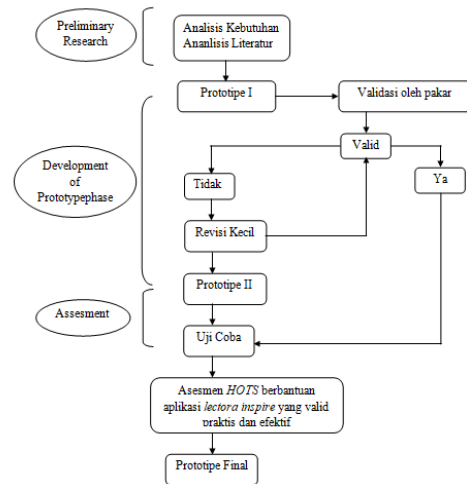 Preliminary
Research
Analisis Kebutuhan
Ananlisis Literatur
Prototipe I
Validasi oleh pakar
Valid
Development
of
Prototypephase
Tidak
Ya
Revisi Kecil
Prototipe II
Assesment
Uji Coba
Asesmen HOTS berbantuan
aplikasi lectora inspire yang valid
praktis dan efektif
Prototipe Final